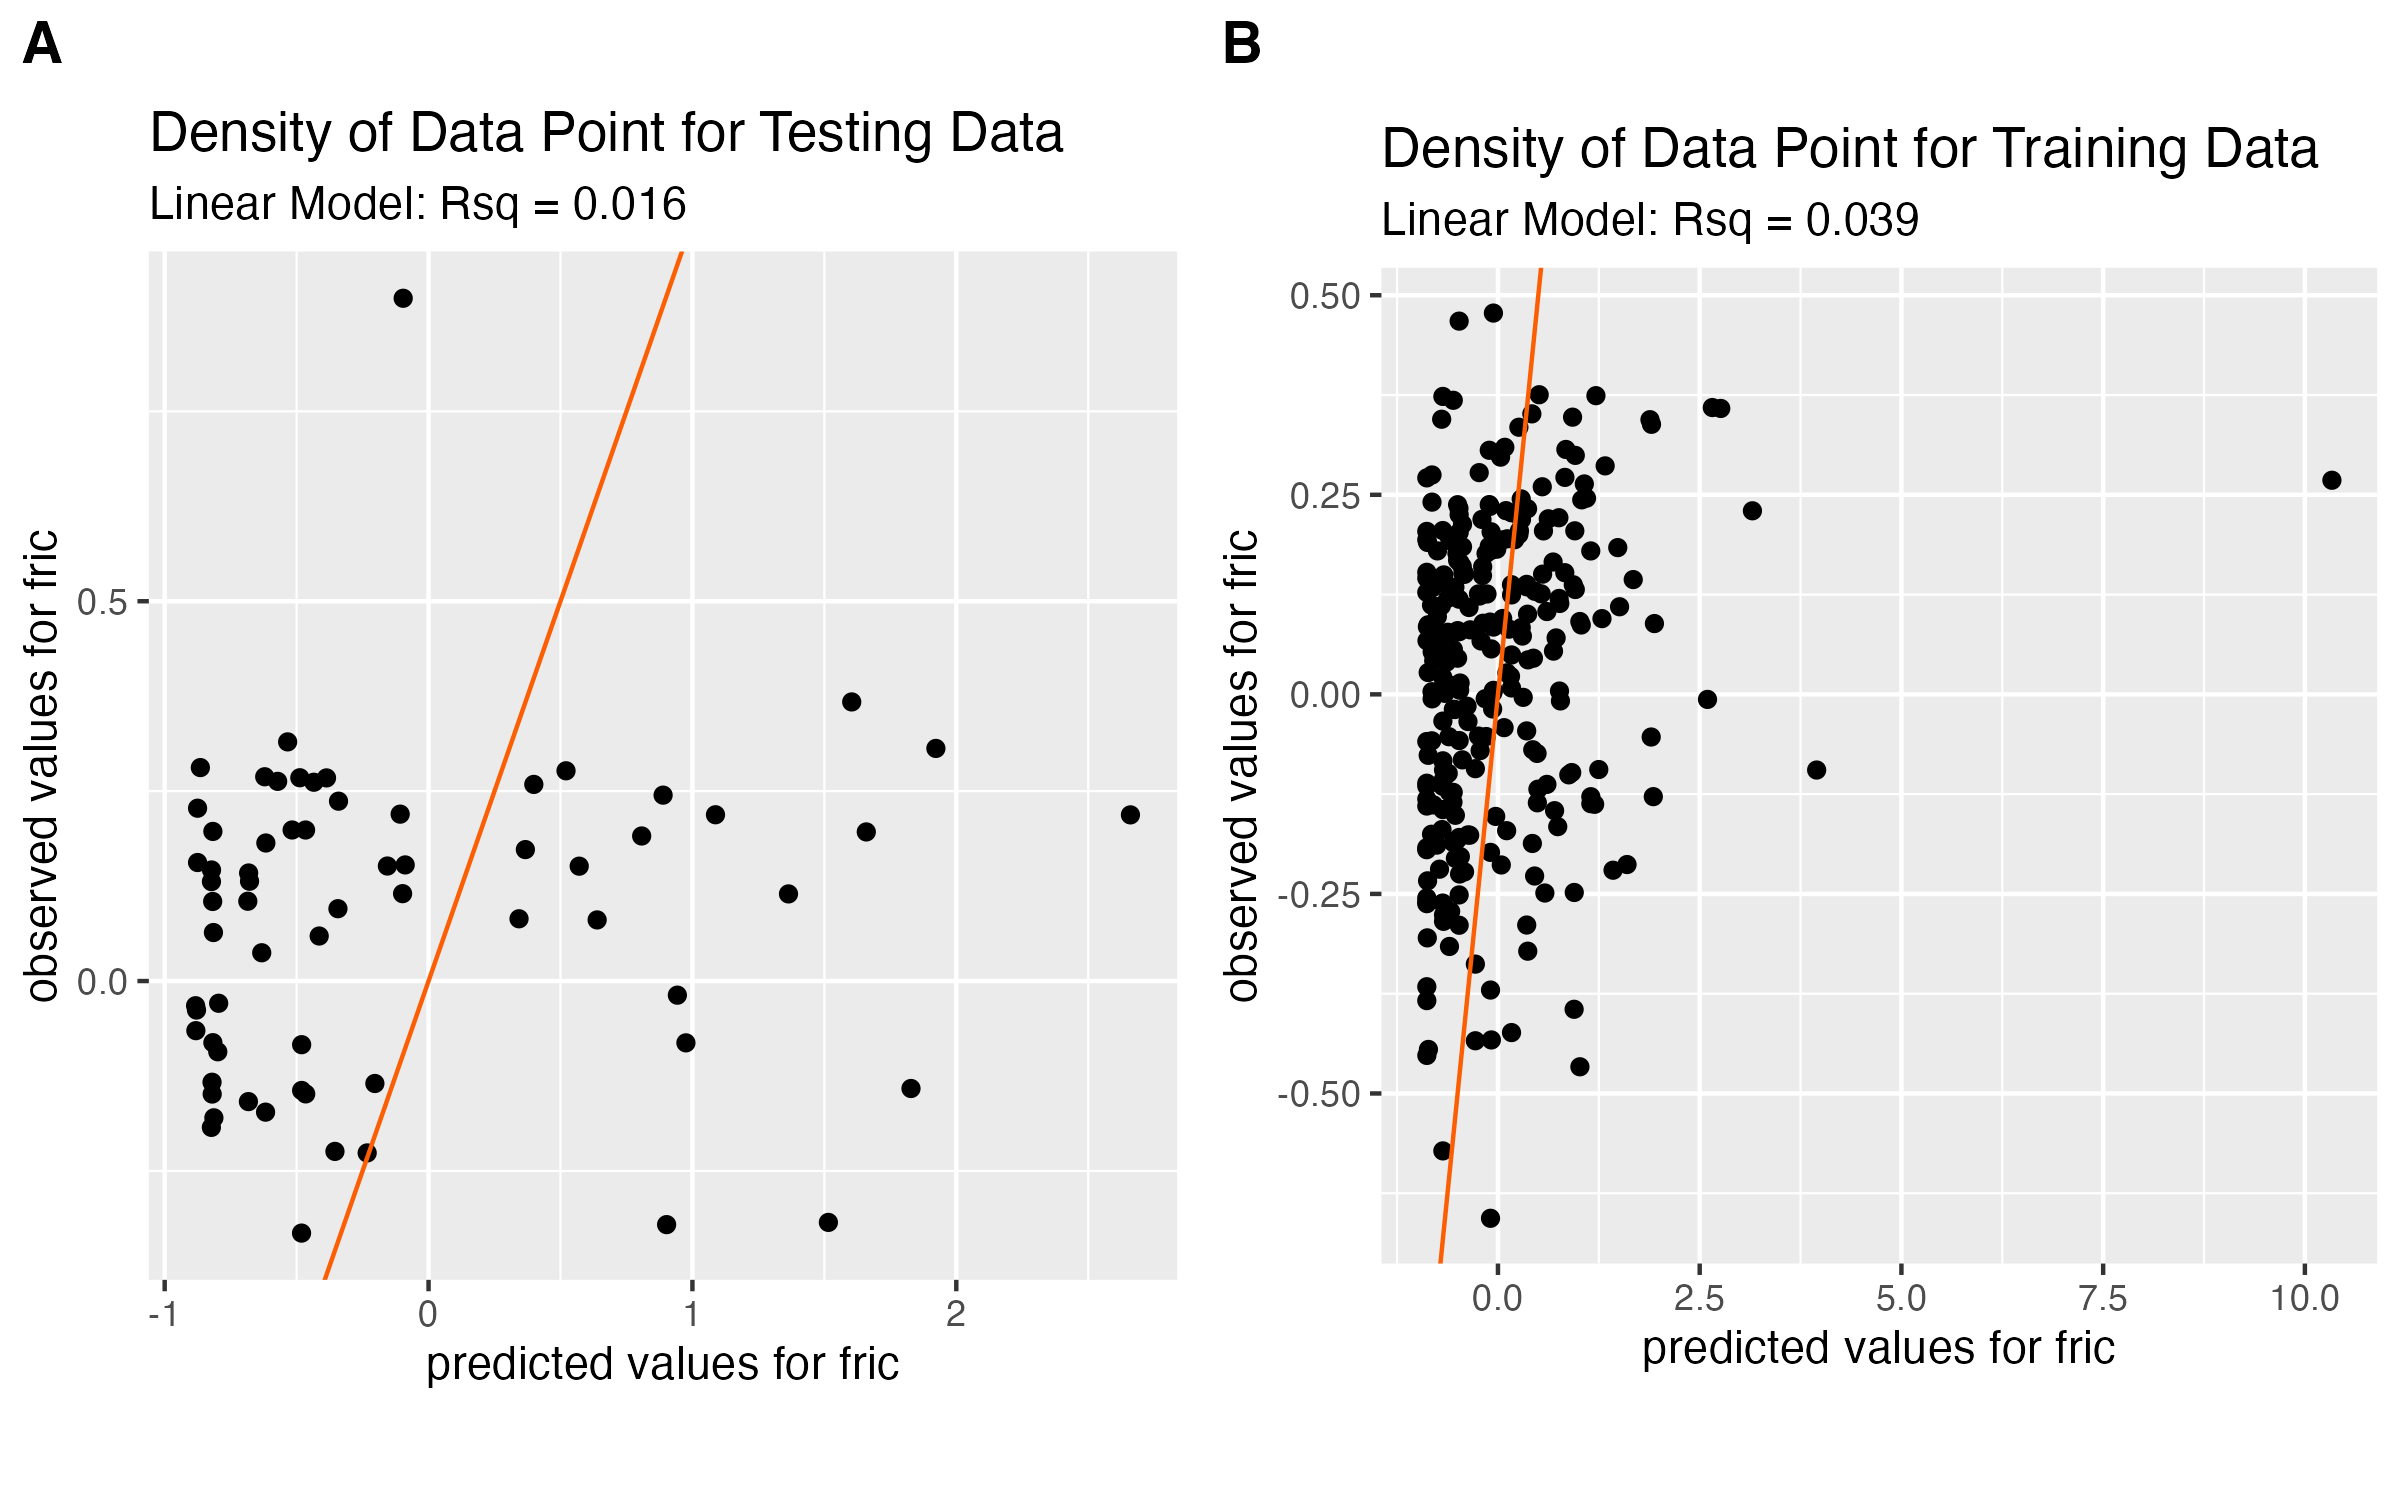 A
Density of Data Point for Testing Data
Linear Model: Rsq = 0.016
observed values for fric
0.5
0.0
-1
0
1
2
predicted values for fric
B
Density of Data Point for Training Data
Linear Model: Rsq = 0.039
observed values for fric
0.50
0.25
0.00
-0.25
-0.50
0.0
2.5
5.0
7.5
10.0
predicted values for fric